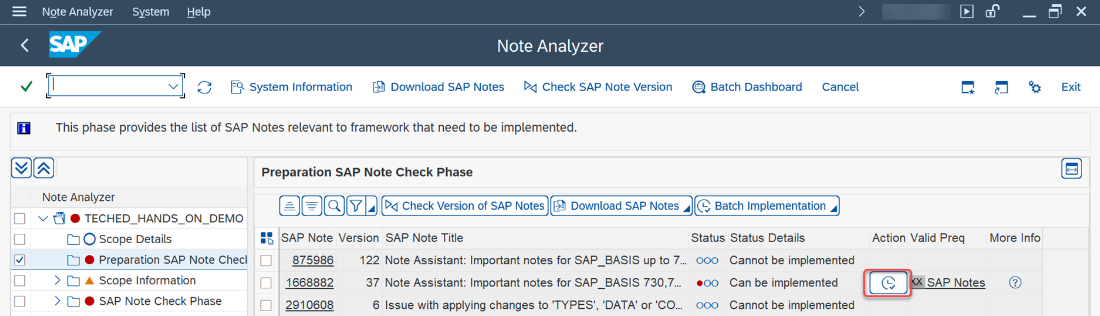 Note Analyzer System Help
SAP Note Analyzer
System Information Download SAP Notes Check SAP Note Version Batch Dashboard Cancel Exit
This phase provides the list of SAP Notes relevant to framework that need to be implemented.
Preparation SAP Note Check Phase
Check Version of SAP Notes Download SAP Notes Batch Implementation
Note Analyzer
TECHED_HANDS_ON_DEMO
Scope Details
Preparation SAP Note Chec
Scope Information
SAP Note Check Phase
SAP Note Version SAP Note Title Status Status Details Action Valid Preq More Info
875986 122 Note Assistant: Important notes for SAP_BASIS up to 7... Cannot be implemented
1668882 37 Note Assistant: Important notes for SAP_BASIS 730,7... Can be implemented SAP Notes
2910608 6 Issue with applying changes to 'TYPES', 'DATA' or 'CO... Cannot be implemented